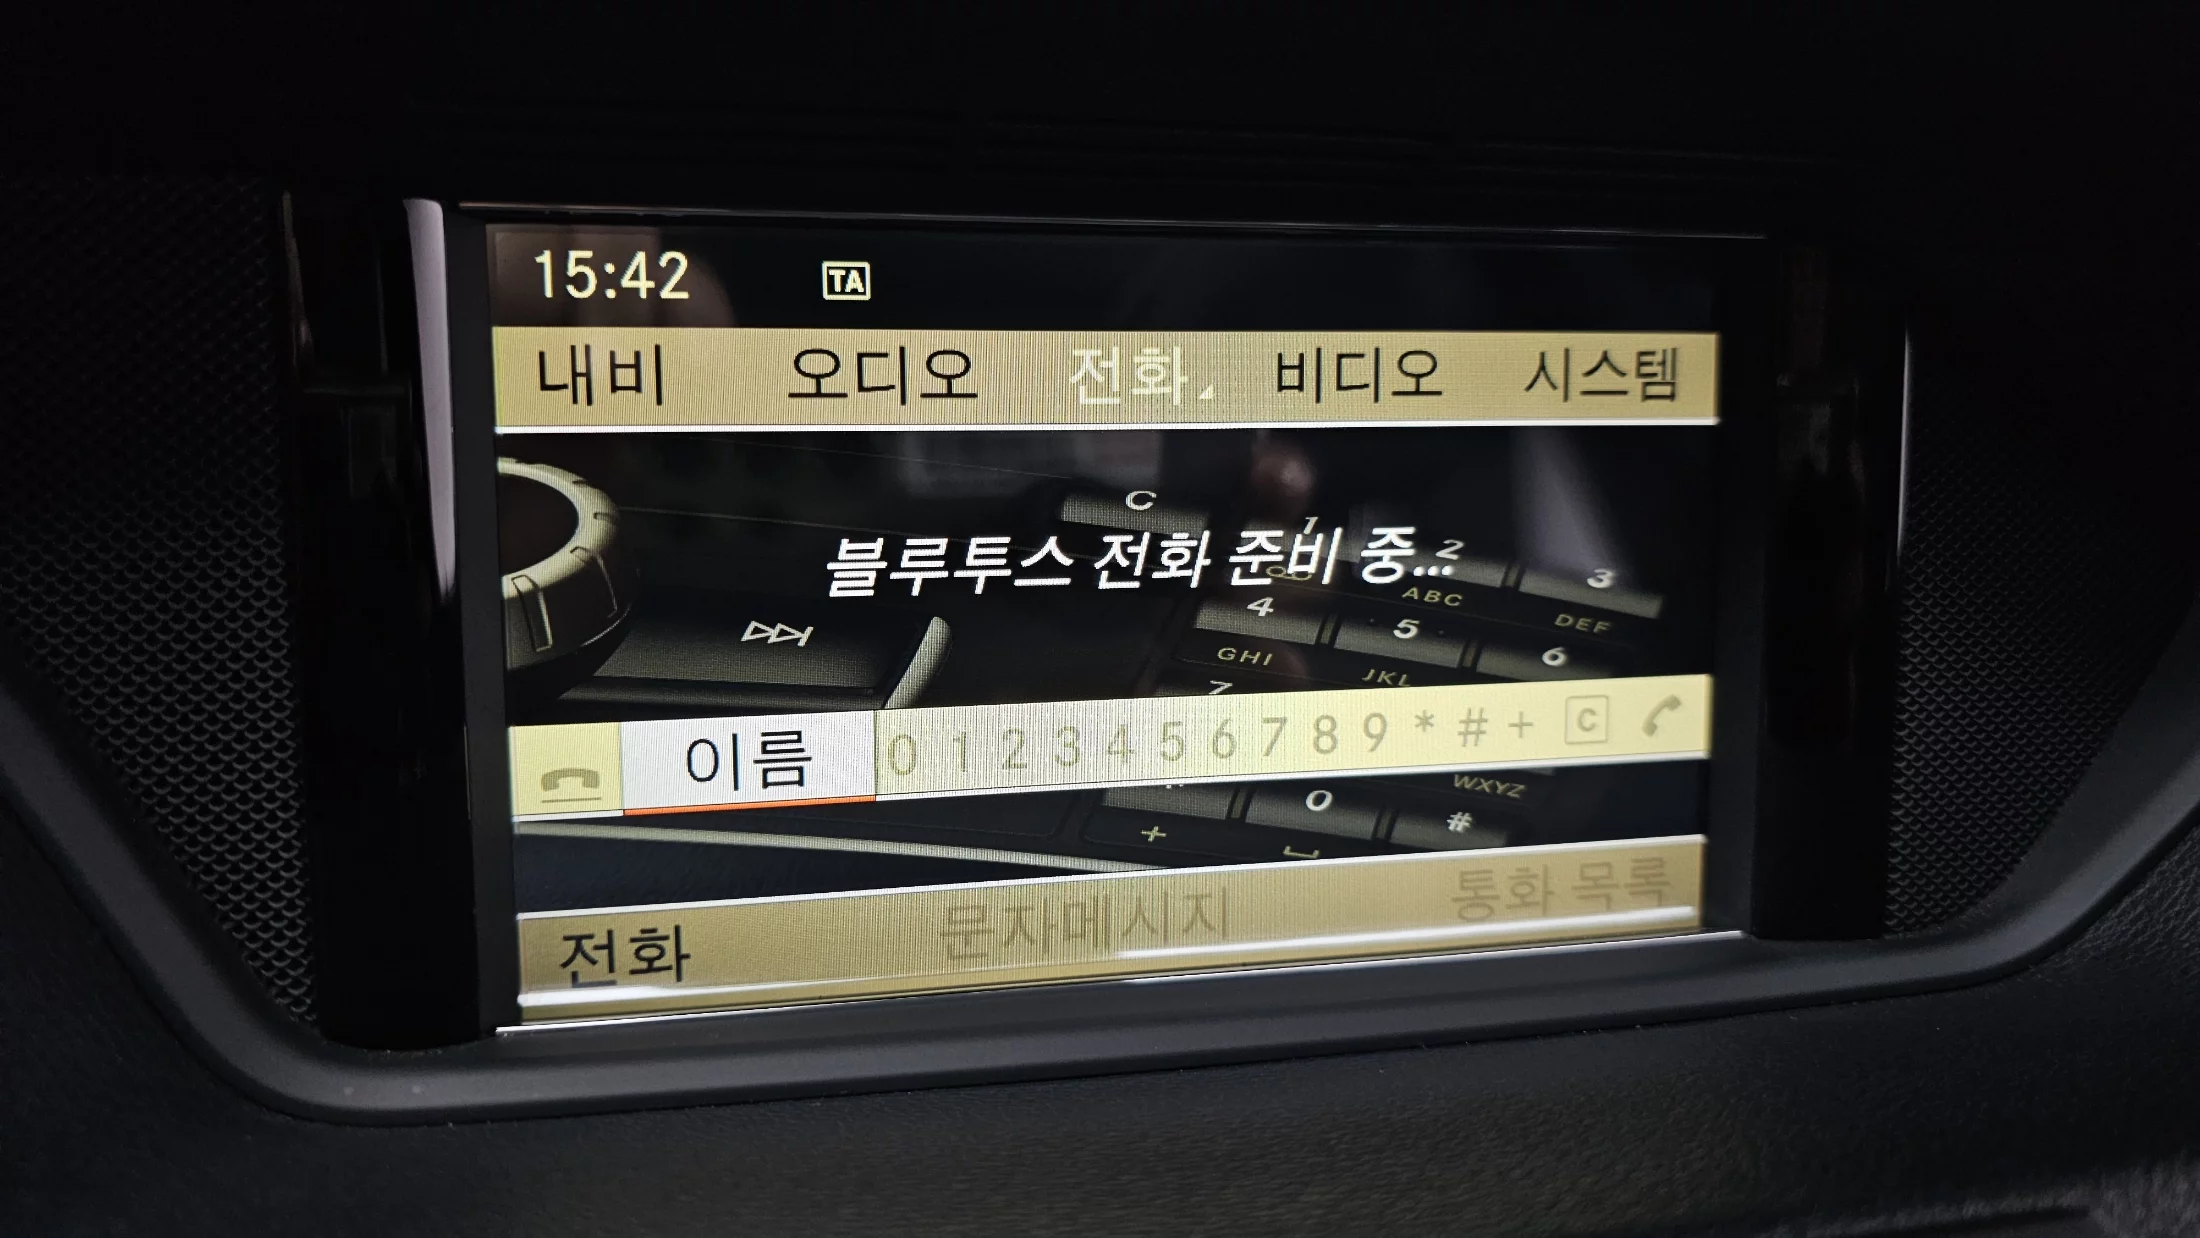 15:42 TA
내비 오디오 전화 비디오 시스템
C
블루투스 전화 준비 중...
1 2 3
ABC DEF
4 5 6
GHI JKL
7
이름 0 1 2 3 4 5 6 7 8 9 * # + C
WXYZ
0 #
+
전화 문자메시지 통화 목록